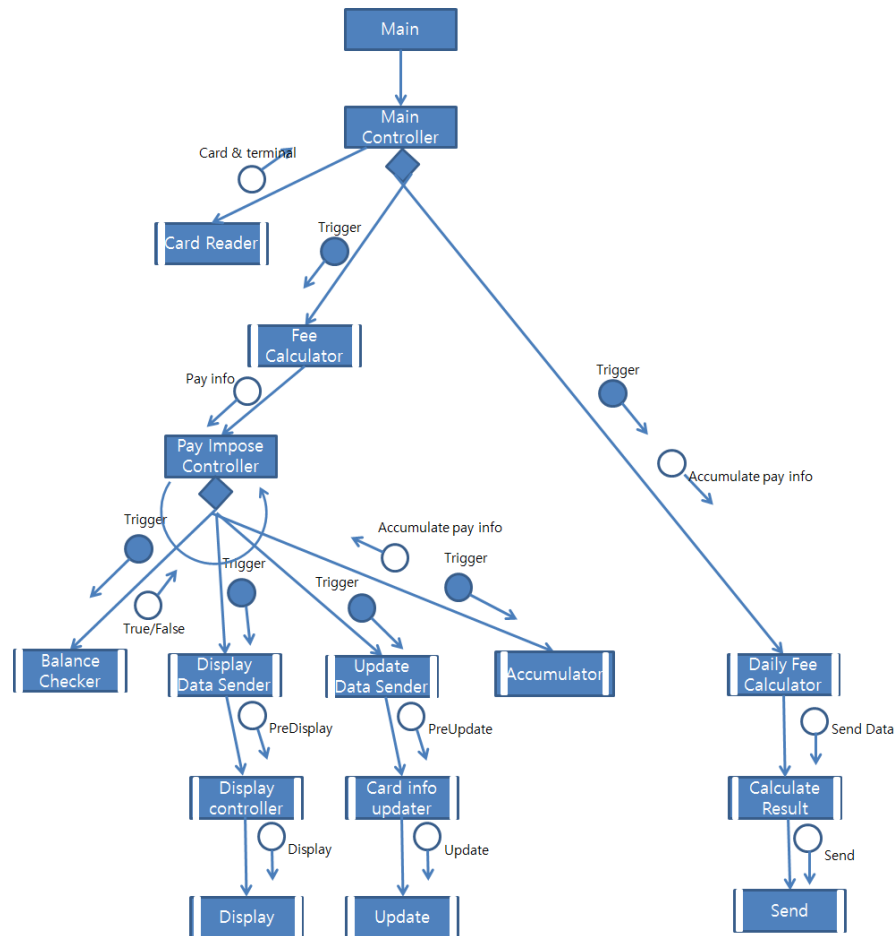 Main
Main
Controller
Card & terminal
Card Reader
Trigger
Fee
Calculator
Pay info
Trigger
Pay Impose
Controller
Accumulate pay info
Trigger
Accumulate pay info
Trigger
Trigger
Trigger
True/False
Balance
Checker
Display
Data Sender
Update
Data Sender
Accumulator
Daily Fee
Calculator
PreDisplay
PreUpdate
Send Data
Display
controller
Card info
updater
Calculate
Result
Display
Update
Send
Display
Update
Send